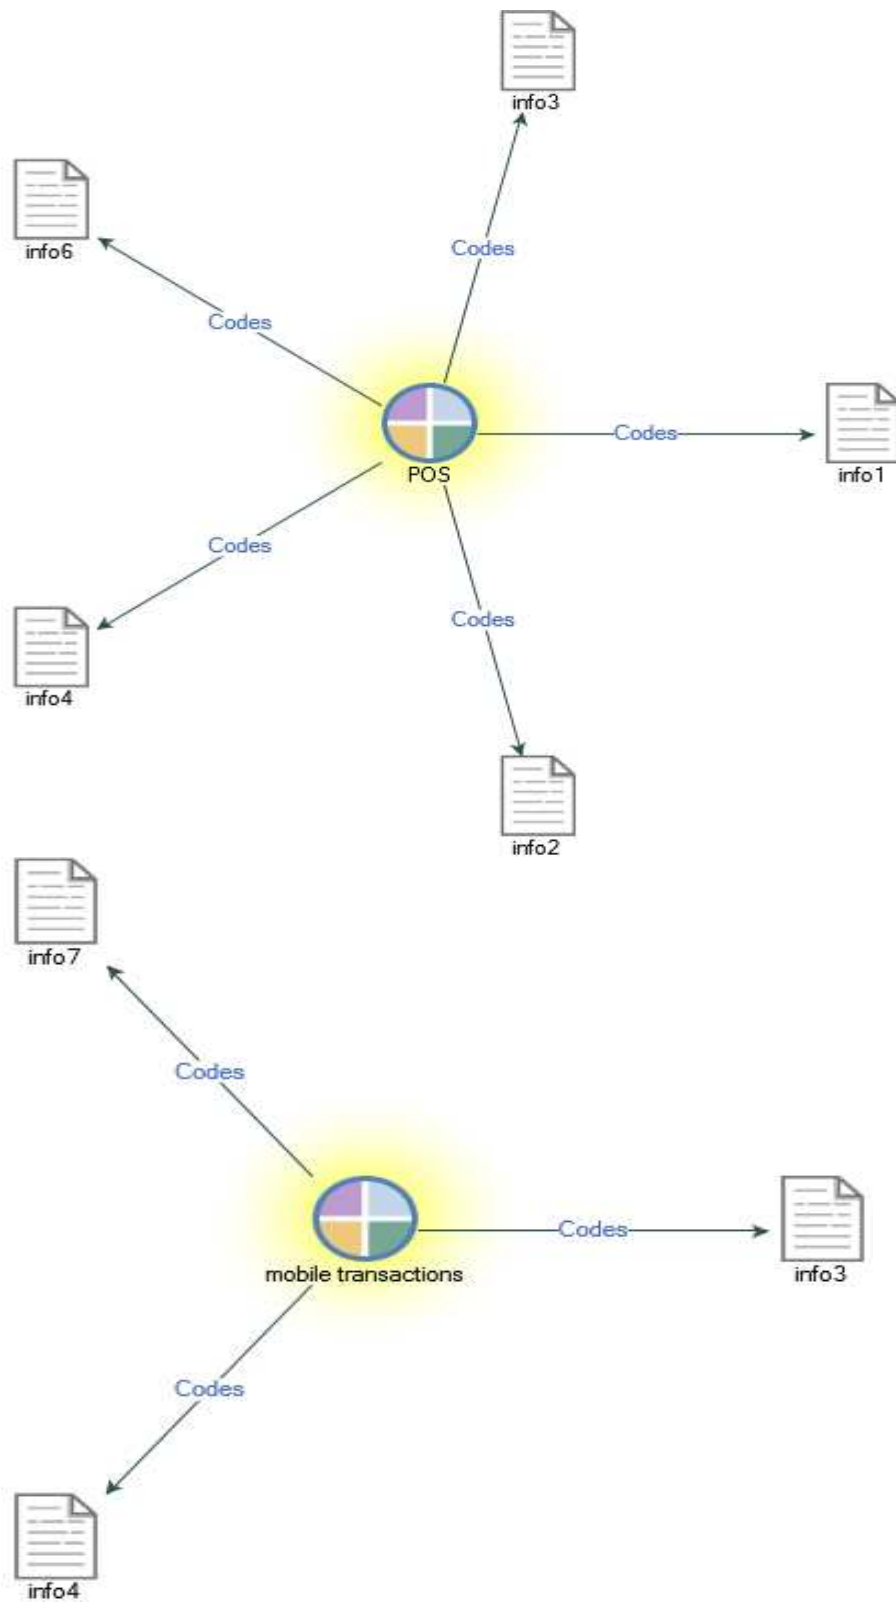 info3
info6
Codes
Codes
Codes
info1
POS
Codes
Codes
info4
info2
info7
Codes
Codes
info3
mobile transactions
Codes
info4